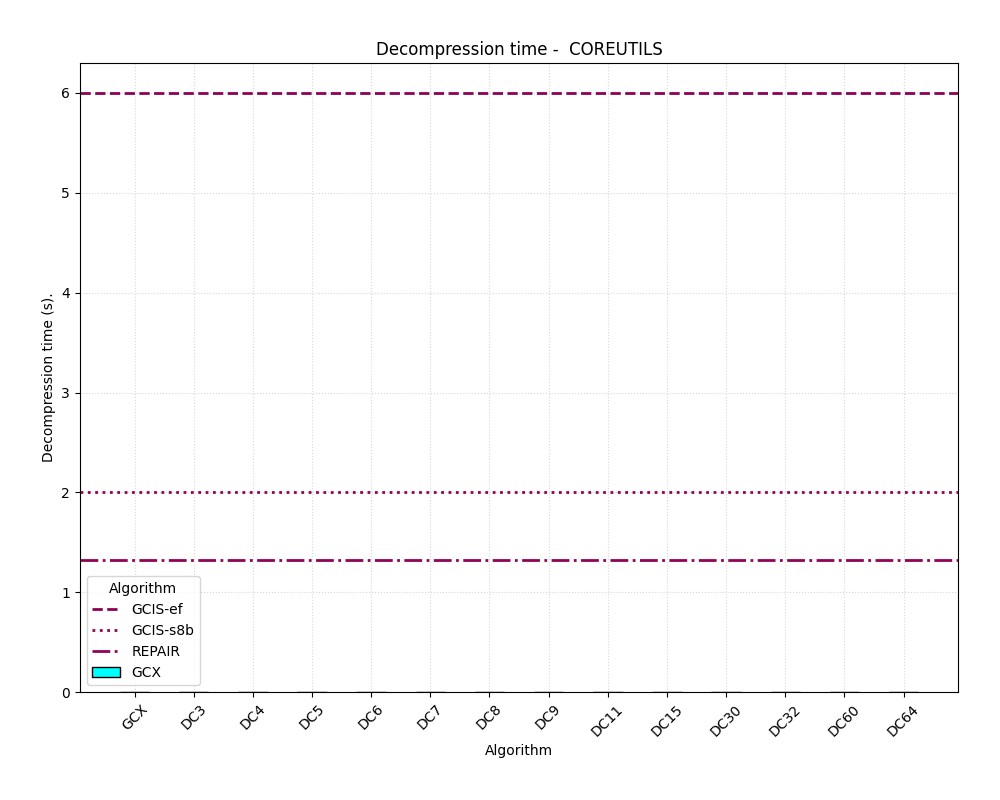 Decompression time -  COREUTILS
Decompression time (s).
6
5
4
3
2
1
0
Algorithm
GCIS-ef
GCIS-s8b
REPAIR
GCX
GCX DC3 DC4 DC5 DC6 DC7 DC8 DC9 DC11 DC15 DC30 DC32 DC60 DC64
Algorithm